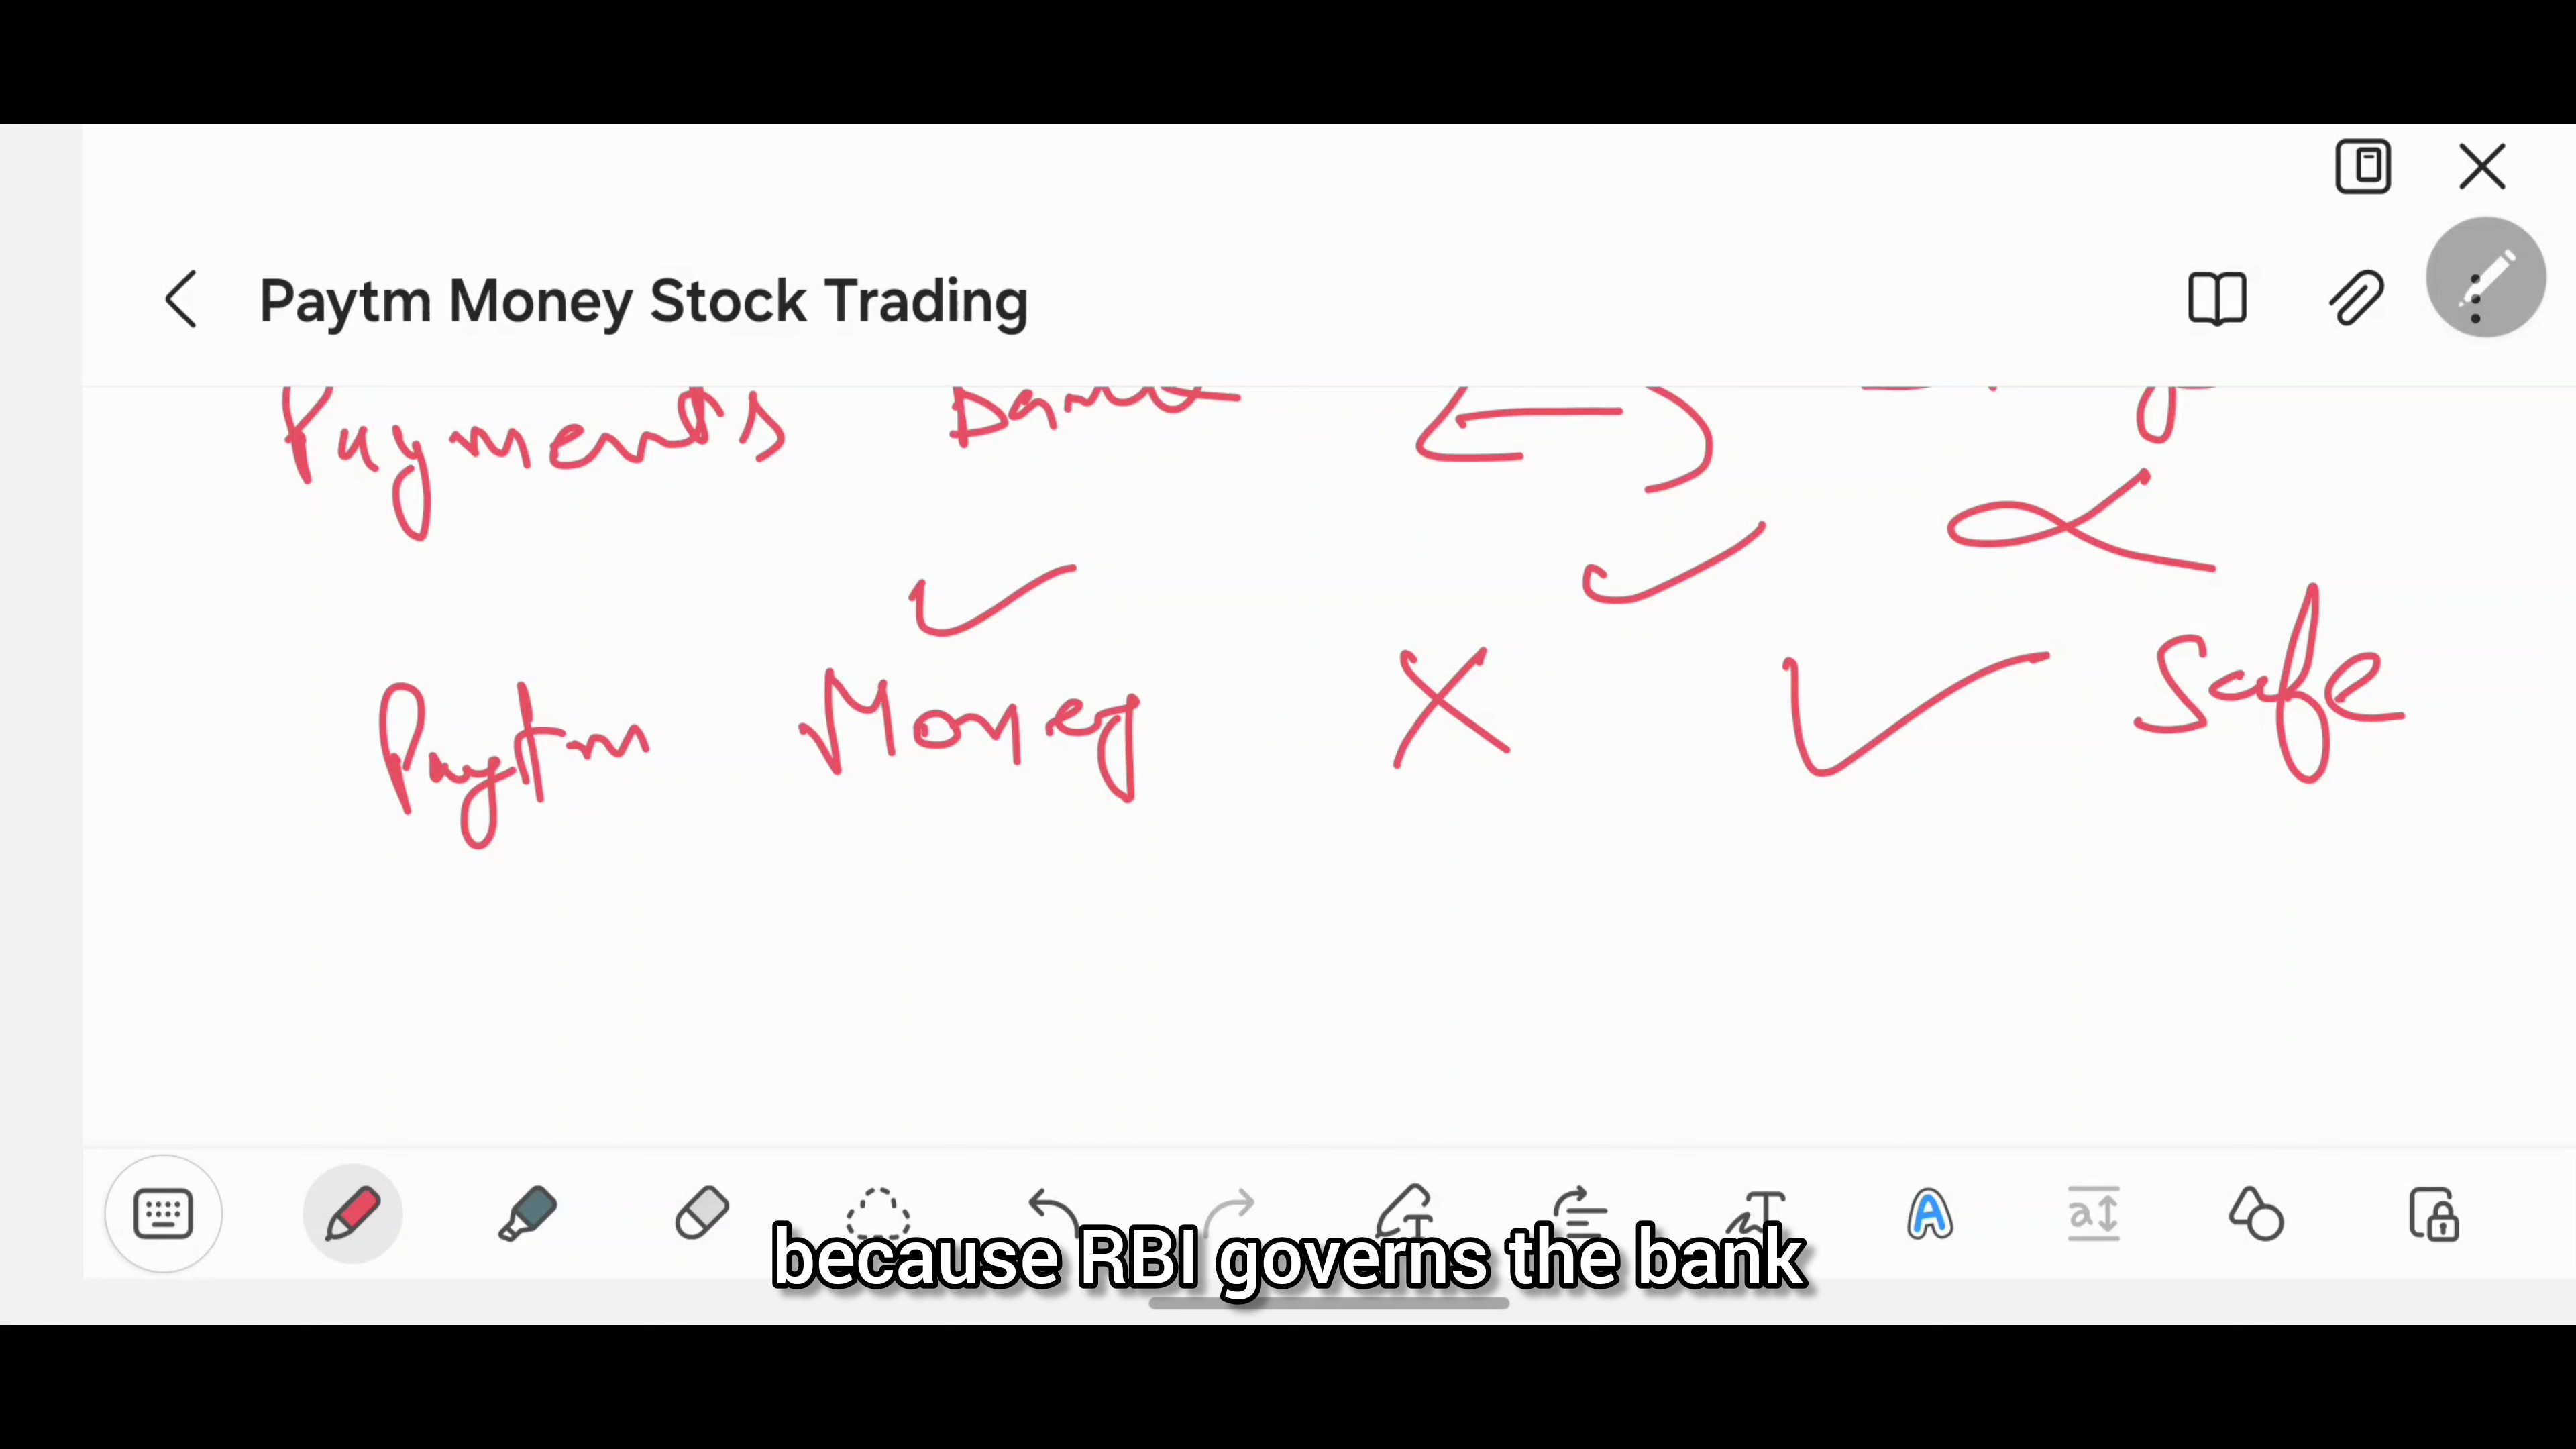 Paytm Money Stock Trading
Payments Bank
Paytm Money X Safe
T
T
A
a
because RBI governs the bank